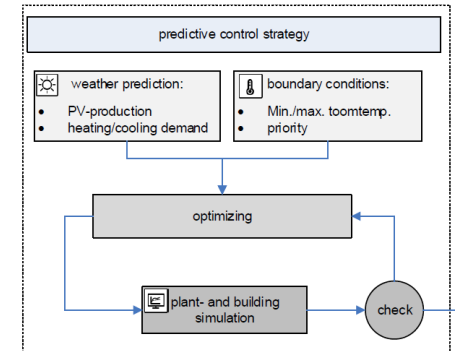 predictive control strategy
weather prediction:
• PV-production
• heating/cooling demand
boundary conditions:
• Min./max. toomtemp.
• priority
optimizing
plant- and building
simulation
check